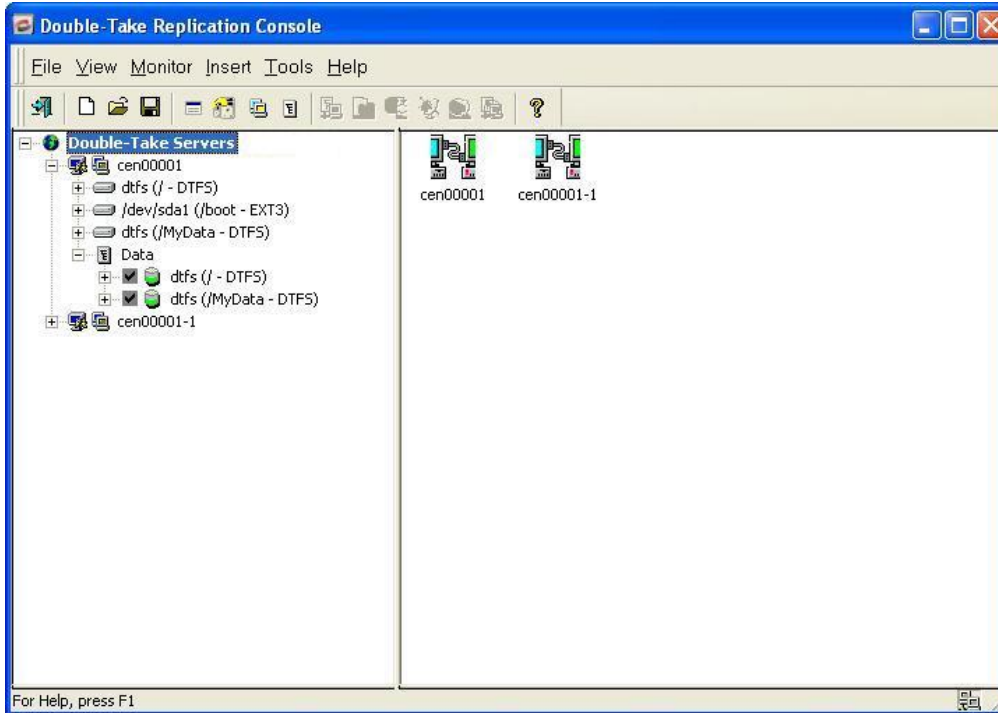 Double-Take Replication Console
File View Monitor Insert Tools Help
Double-Take Servers
cen00001
dtfs (/ - DTFS)
/dev/sda1 (/boot - EXT3)
dtfs (/MyData - DTFS)
Data
dtfs (/ - DTFS)
dtfs (/MyData - DTFS)
cen00001-1
cen00001 cen00001-1
For Help, press F1